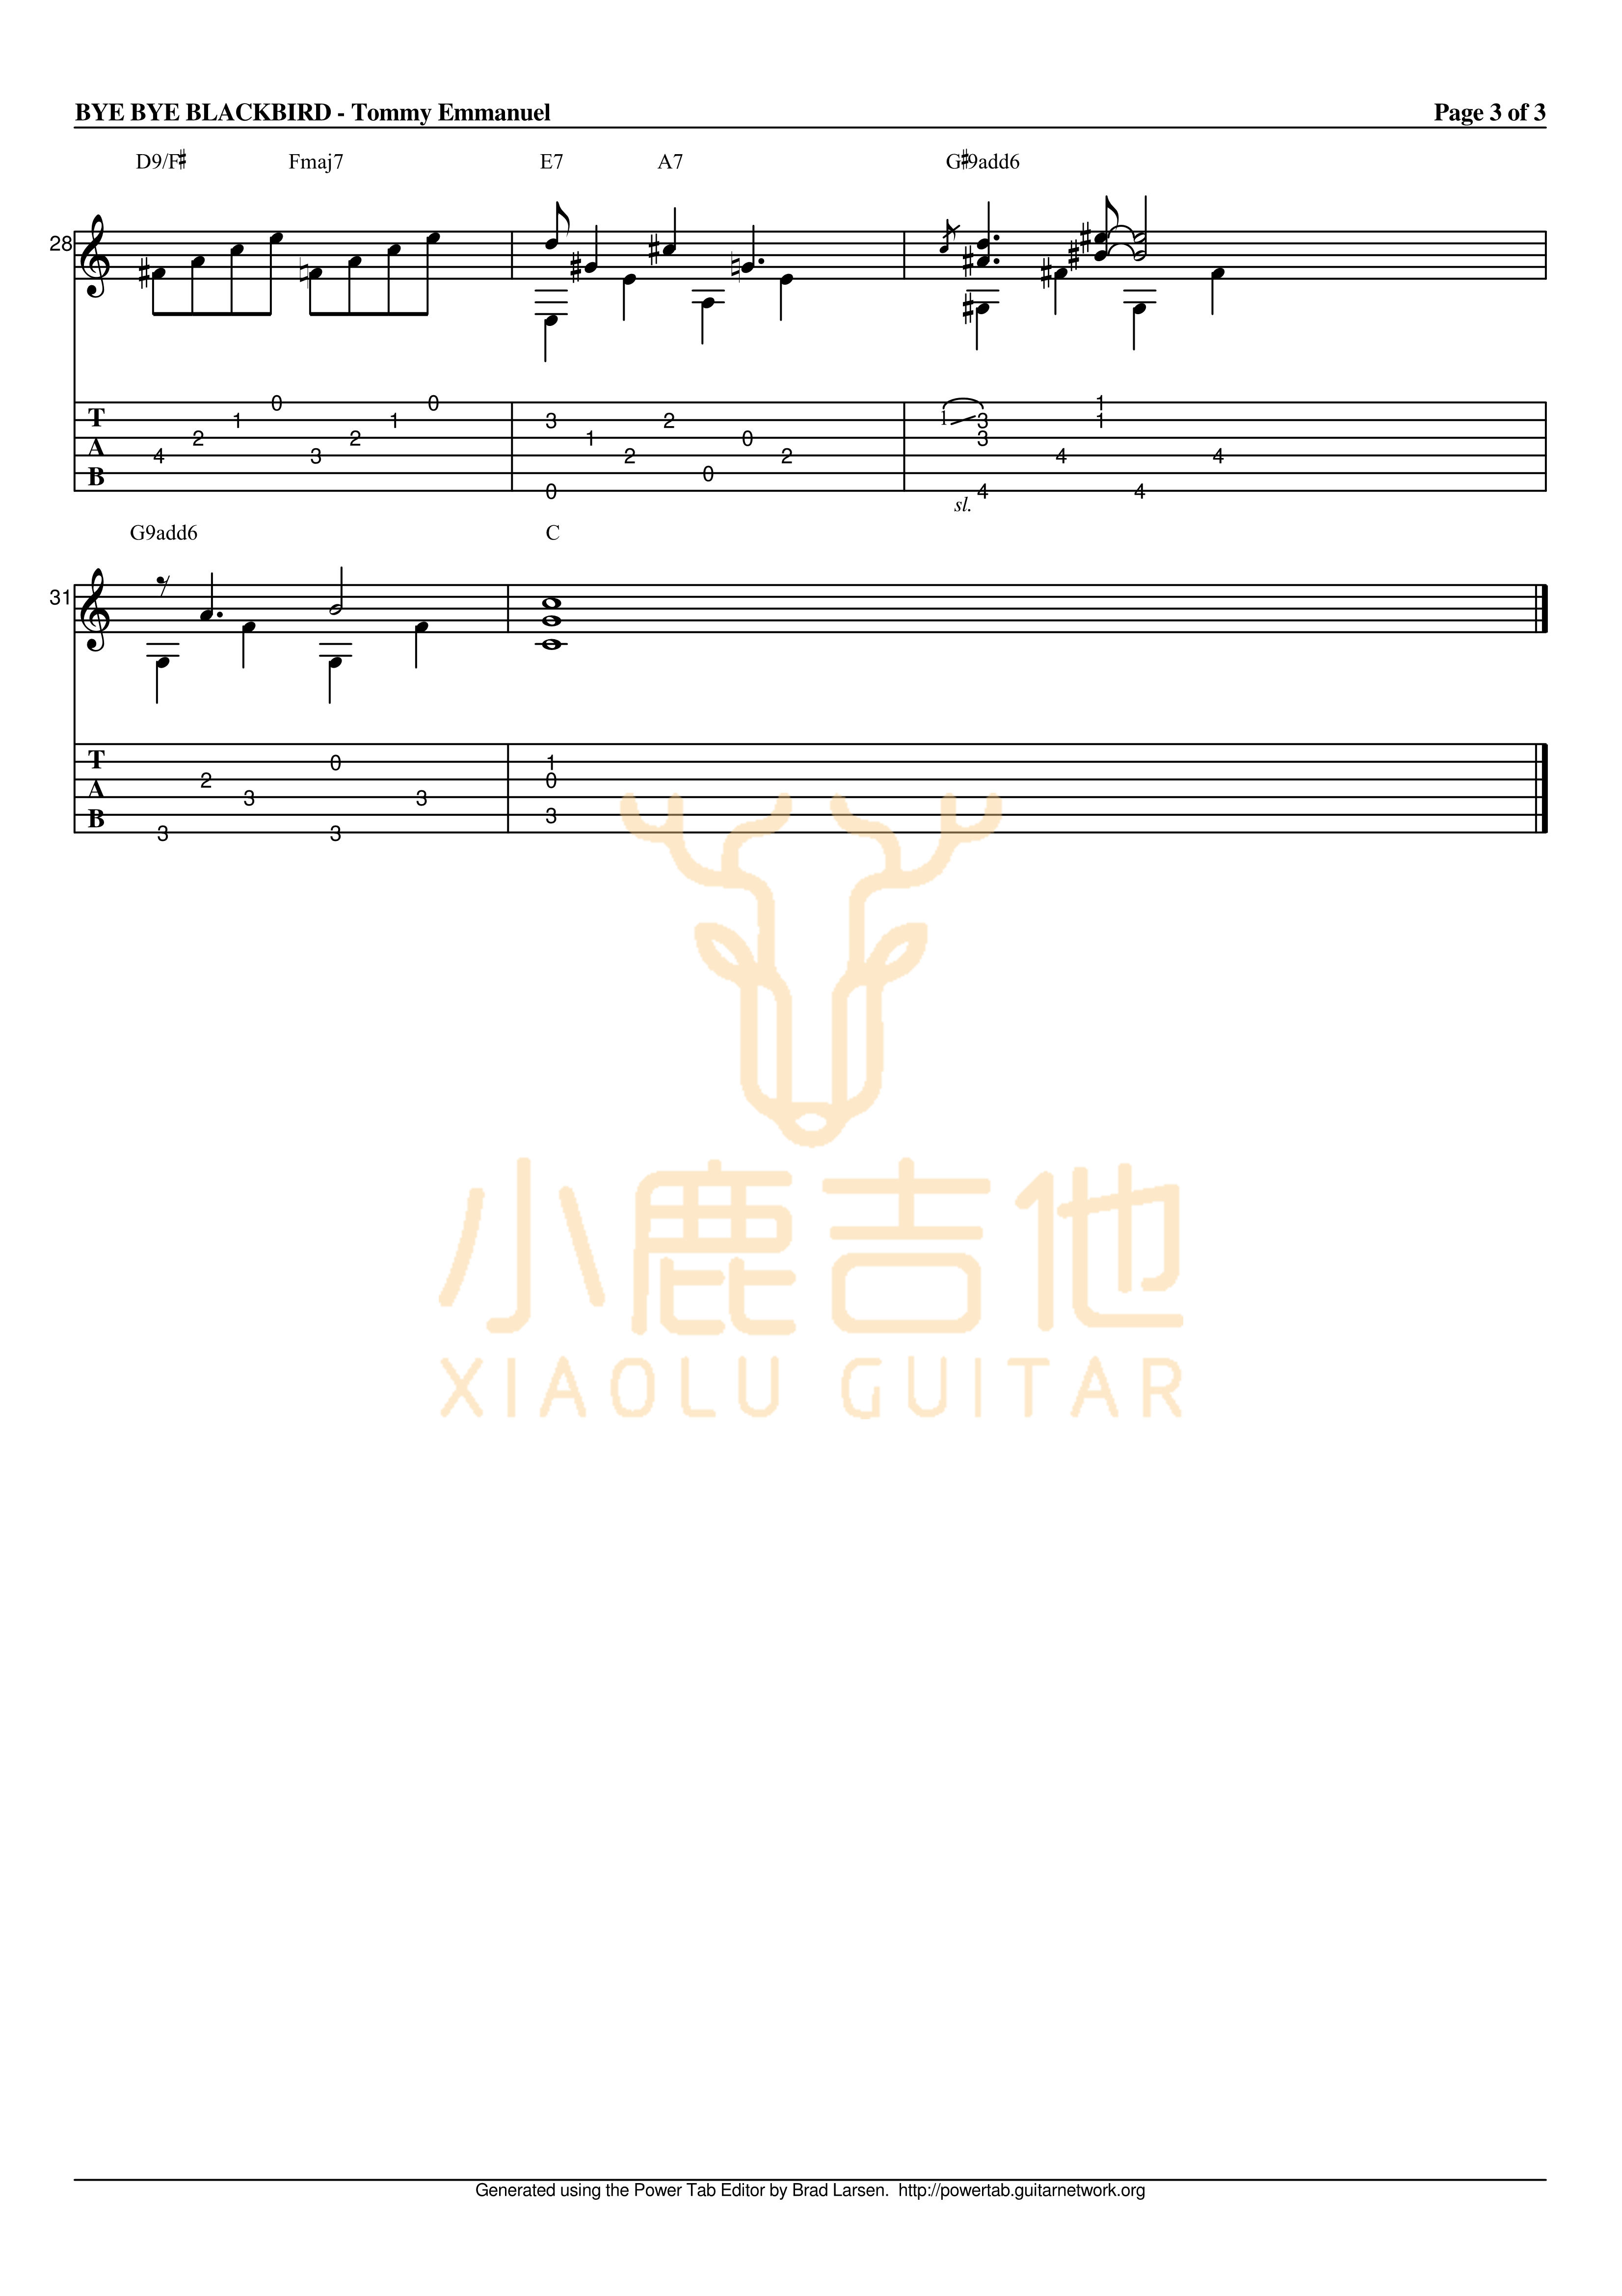 BYE BYE BLACKBIRD - Tommy Emmanuel Page 3 of 3
D9/F♯ Fmaj7 E7 A7 G♯9add6
28
T A B
0 0 1
1 1 3 2 1 3 1
2 2 1 0 3
4 3 2 2 4 4
0
0 4 4
sl.
G9add6 C
31
T A B
0 1
2 0
3 3
3
3 3
小鹿吉他
XIAOLU GUITAR
Generated using the Power Tab Editor by Brad Larsen. http://powertab.guitarnetwork.org